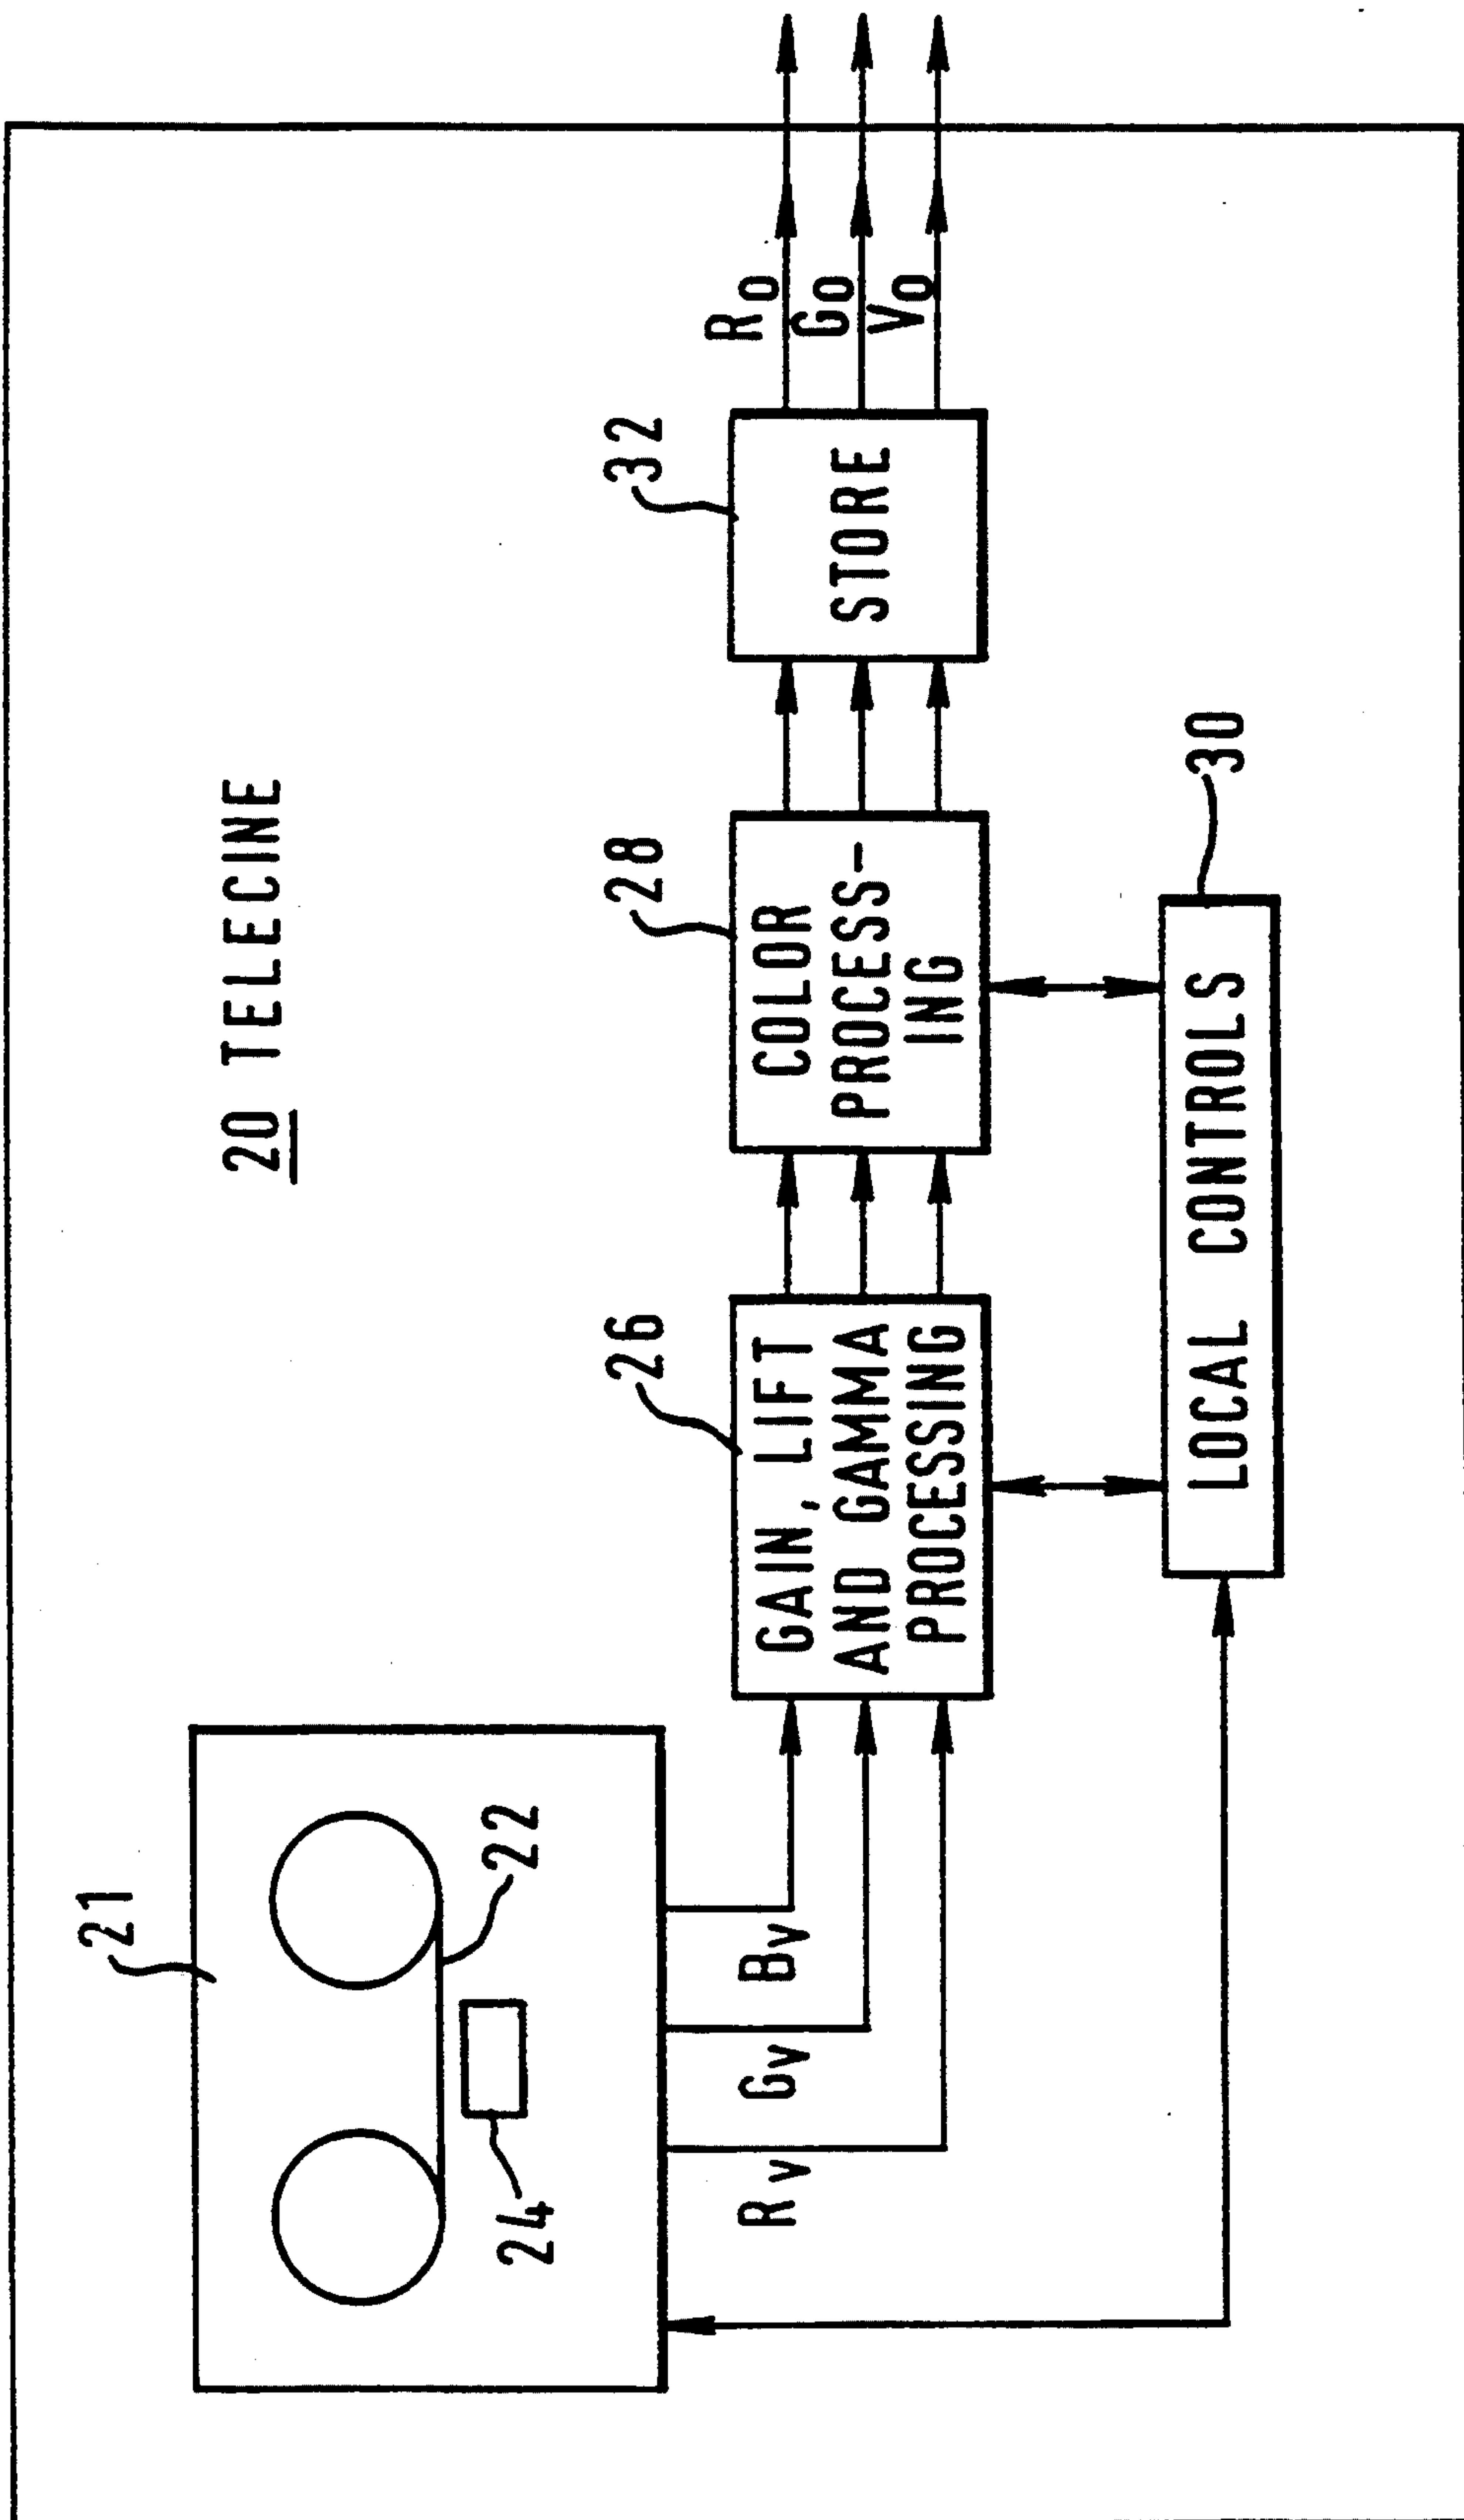 20 TELECINE
21
22
24
Rv
Gv
Bv
26
GAIN, LIFT
AND GAMMA
PROCESSING
28
COLOR
PROCESS-
ING
32
STORE
Ro
Go
Vo
LOCAL CONTROLS
30